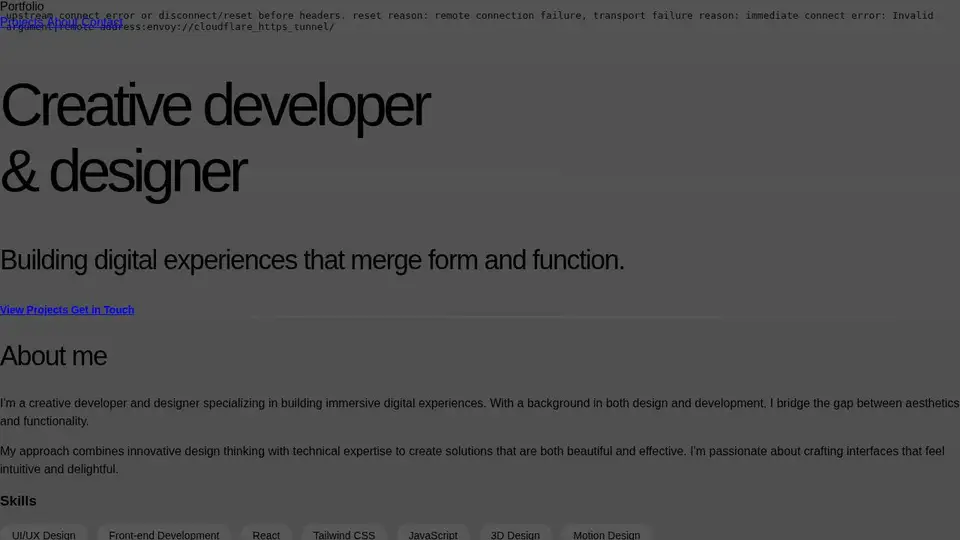 Portfolio
upstream connect error or disconnect/reset before headers. reset reason: remote connection failure, transport failure reason: immediate connect error: Invalid
Projects About Contact
argument|remote address:envoy://cloudflare_https_tunnel/
Creative developer
& designer
Building digital experiences that merge form and function.
View Projects Get in Touch
About me
I'm a creative developer and designer specializing in building immersive digital experiences. With a background in both design and development, I bridge the gap between aesthetics
and functionality.
My approach combines innovative design thinking with technical expertise to create solutions that are both beautiful and effective. I'm passionate about crafting interfaces that feel
intuitive and delightful.
Skills
UI/UX Design Front-end Development React Tailwind CSS JavaScript 3D Design Motion Design